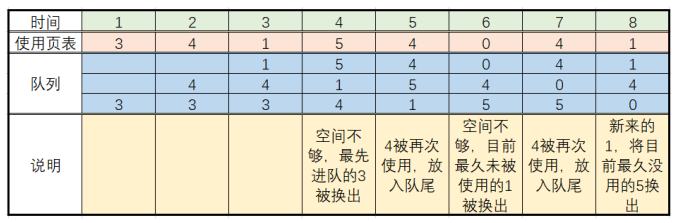 时间 1 2 3 4 5 6 7 8
使用页表 3 4 1 5 4 0 4 1
队列
1 5 4 0 4 1
4 4 1 5 4 0 4
3 3 3 4 1 5 5 0
说明
空间不
够，最先
进队的3
被换出
4被再次
使用，放
入队尾
空间不
够，目前
最久未被
使用的1
被换出
4被再次
使用，放
入队尾
新来的
1，将目
前最久没
用的5换
出